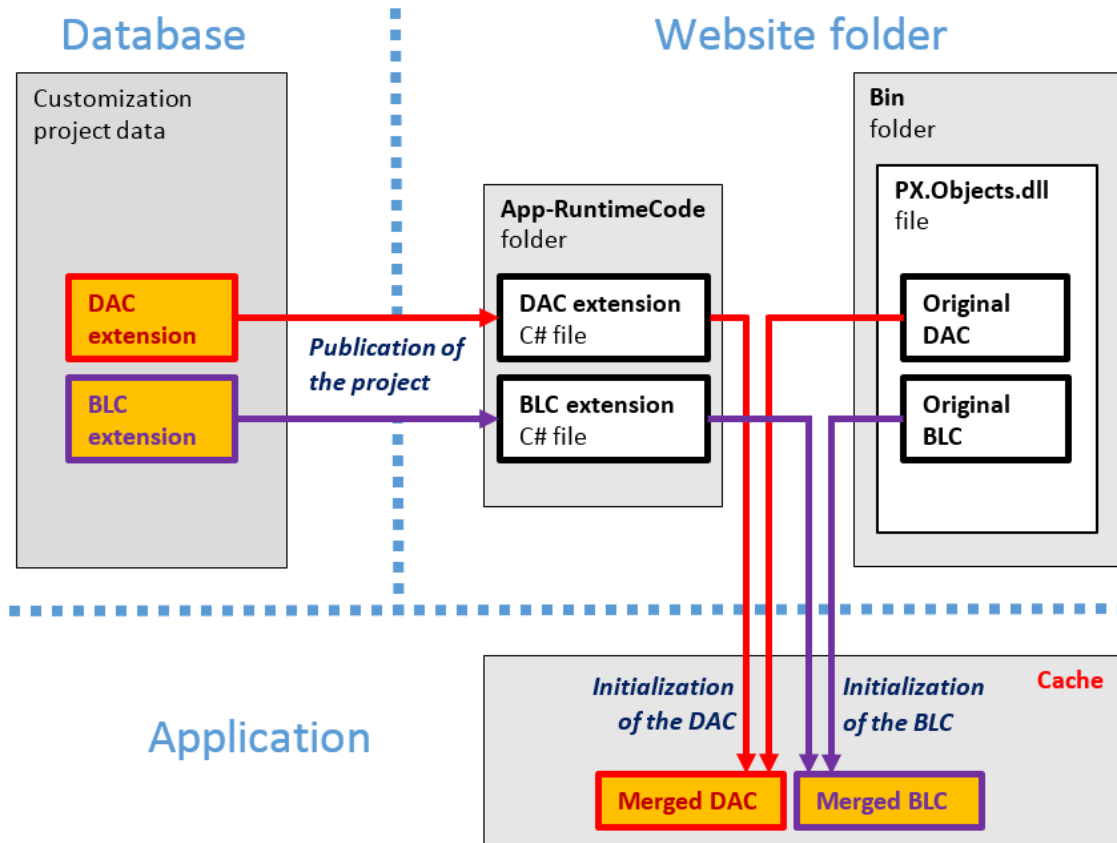 Database
Website folder
Customization
project data
Bin
folder
PX.Objects.dll
file
App-RuntimeCode
folder
DAC
extension
DAC extension
C# file
Original
DAC
Publication of
the project
BLC
extension
BLC extension
C# file
Original
BLC
Application
Cache
Initialization
of the DAC
Initialization
of the BLC
Merged DAC
Merged BLC